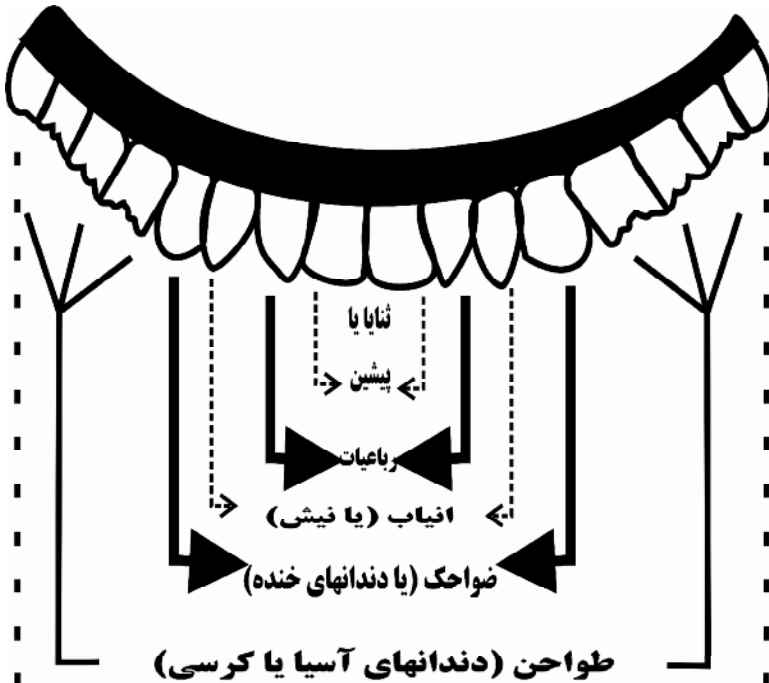 ثنایا یا
پیشین
رباعیات
انیاب (یا نیش)
ضواحک (یا دندانهای خنده)
طواحن (دندانهای آسیا یا کرسی)